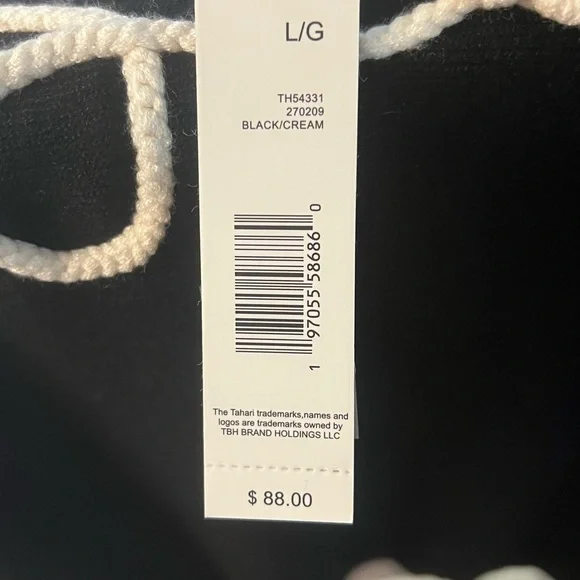 L/G
TH54331
270209
BLACK/CREAM
1 97055 58686 0
The Tahari trademarks,names and
logos are trademarks owned by
TBH BRAND HOLDINGS LLC
$ 88.00